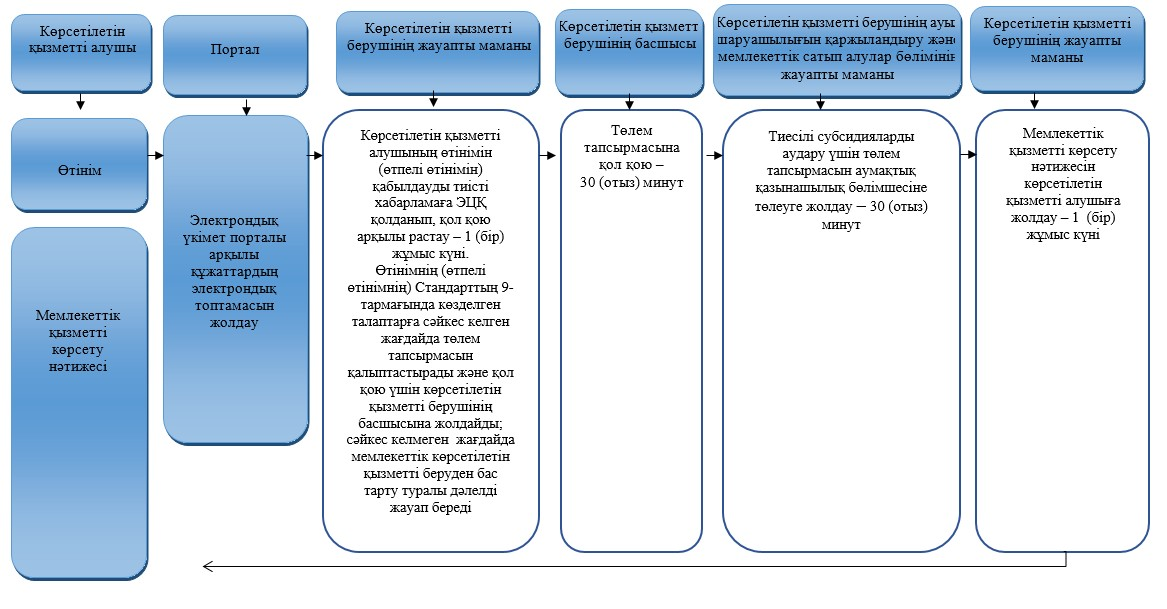 Көрсетілетін
қызметті алушы
Портал
Көрсетілетін қызметті
берушінің жауапты маманы
Көрсетілетін қызметт
берушінің басшысы
Көрсетілетін қызметті берушінің ауы
шаруашылығын қаржыландыру жән
мемлекеттік сатып алулар бөлімінің
жауапты маманы
Көрсетілетін қызметті
берушінің жауапты
маманы
Өтінім
Мемлекеттік
қызметті
көрсету
нәтижесі
Электрондық
үкімет порталы
арқылы
құжаттардың
электрондық
топтамасын
жолдау
Көрсетілетін қызметті
алушының өтінімін
(өтпелі өтінімін)
қабылдауды тиісті
хабарламаға ЭЦҚ
қолданып, қол қою
арқылы растау – 1 (бір)
жұмыс күні.
Өтінімнің (өтпелі
өтінімнің) Стандарттың 9-
тармағында көзделген
талаптарға сәйкес келген
жағдайда төлем
тапсырмасын
қалыптастырады және қол
қою үшін көрсетілетін
қызметті берушінің
басшысына жолдайды;
сәйкес келмеген жағдайда
мемлекеттік көрсетілетін
қызметті беруден бас
тарту туралы дәлелді
жауап береді
Төлем
тапсырмасына
қол қою –
30 (отыз) минут
Тиесілі субсидияларды
аудару үшін төлем
тапсырмасын аумақтық
қазынашылық бөлімшесіне
төлеуге жолдау – 30 (отыз)
минут
Мемлекеттік
қызметті көрсету
нәтижесін
көрсетілетін
қызметті алушыға
жолдау – 1 (бір)
жұмыс күні